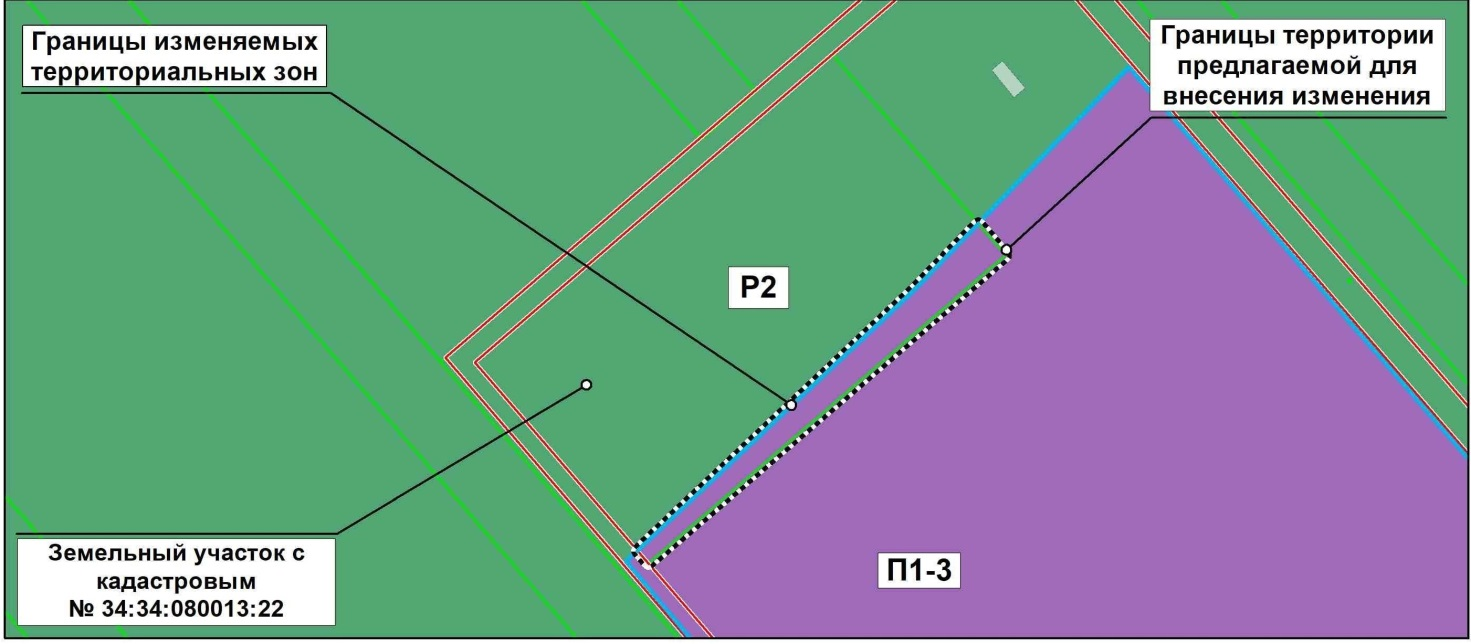 Границы изменяемых
территориальных зон
Границы территории
предлагаемой для
внесения изменения
Р2
Земельный участок с
кадастровым
№ 34:34:080013:22
П1-3